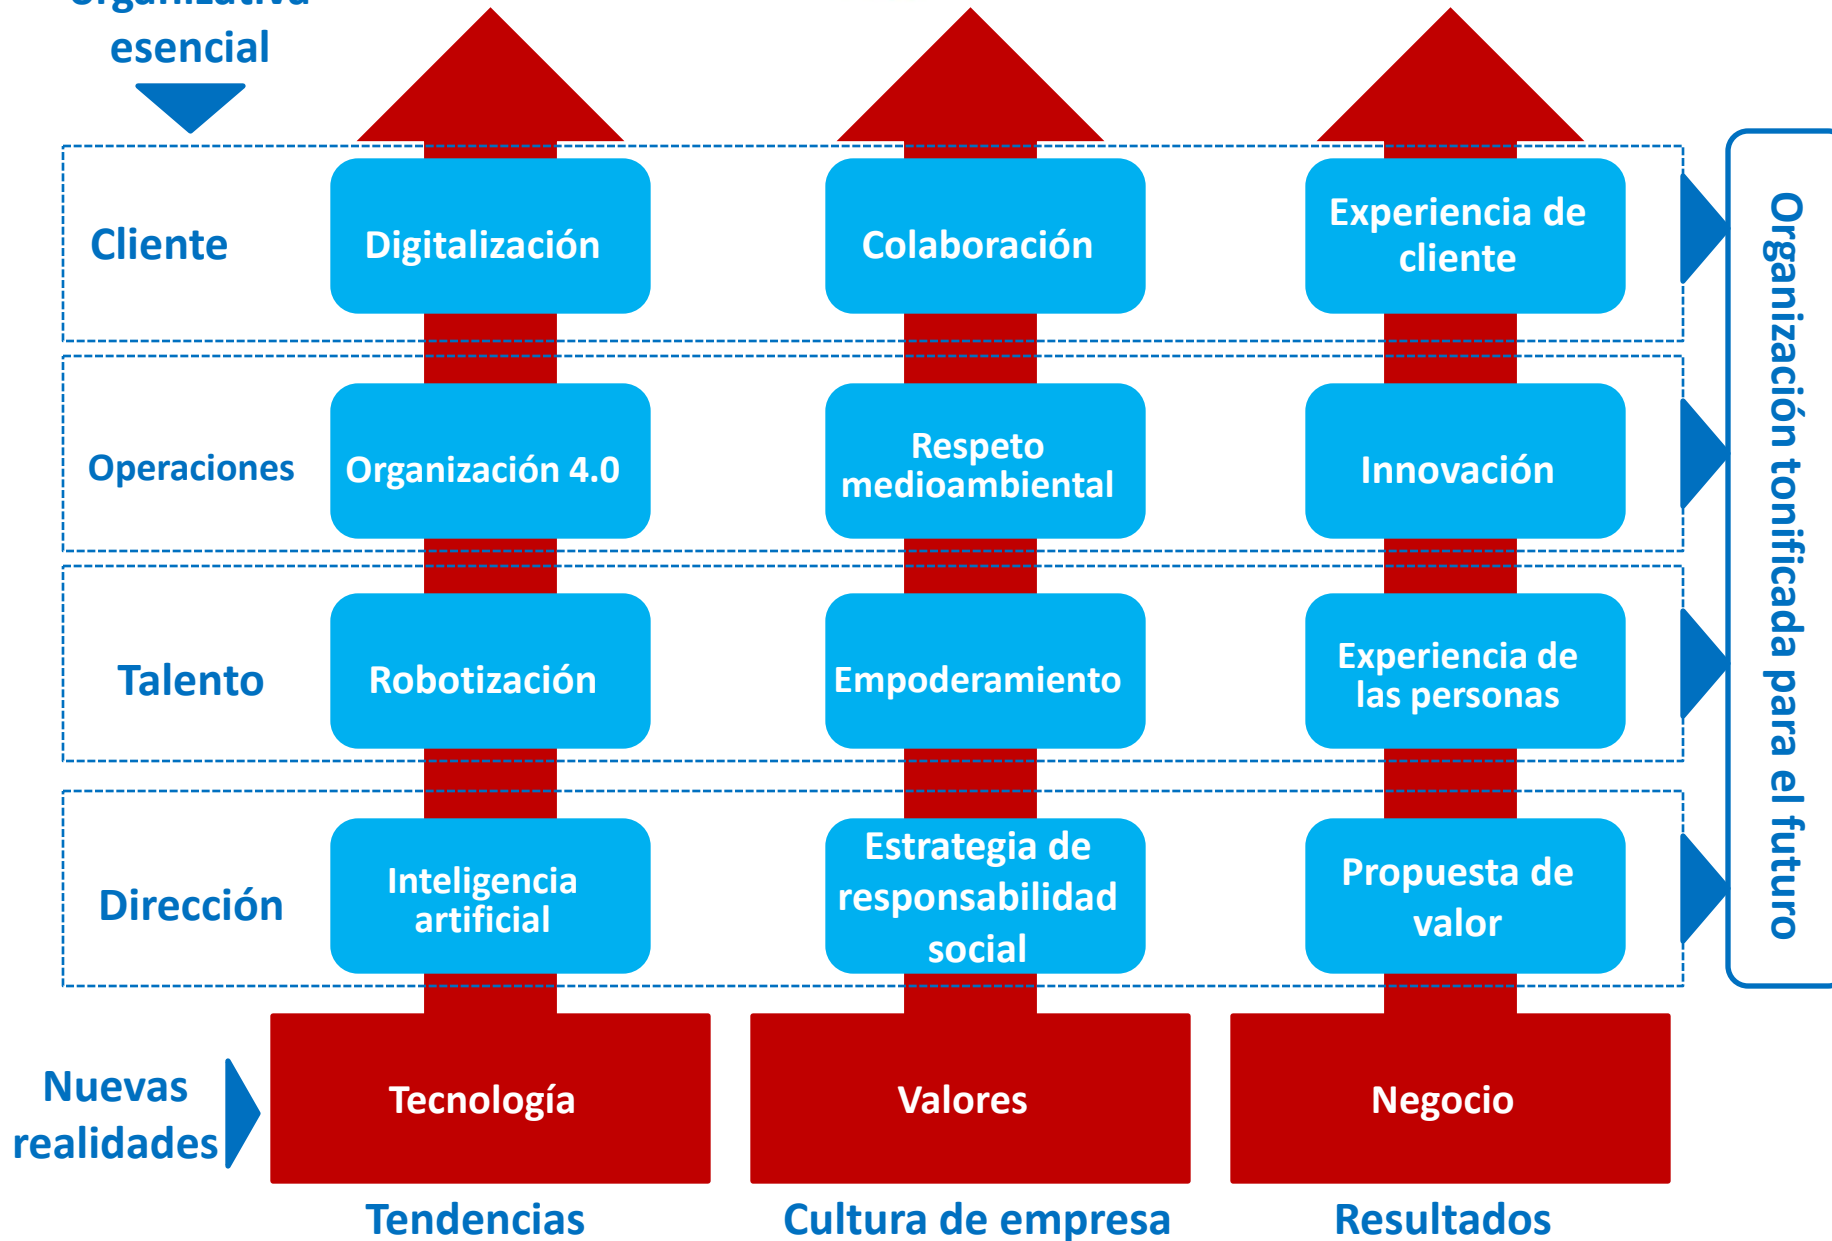 esencial
Cliente
Digitalización
Colaboración
Experiencia de
cliente
Operaciones
Organización 4.0
Respeto
medioambiental
Innovación
Talento
Robotización
Empoderamiento
Experiencia de
las personas
Dirección
Inteligencia
artificial
Estrategia de
responsabilidad
social
Propuesta de
valor
Organización tonificada para el futuro
Nuevas
realidades
Tecnología
Valores
Negocio
Tendencias
Cultura de empresa
Resultados